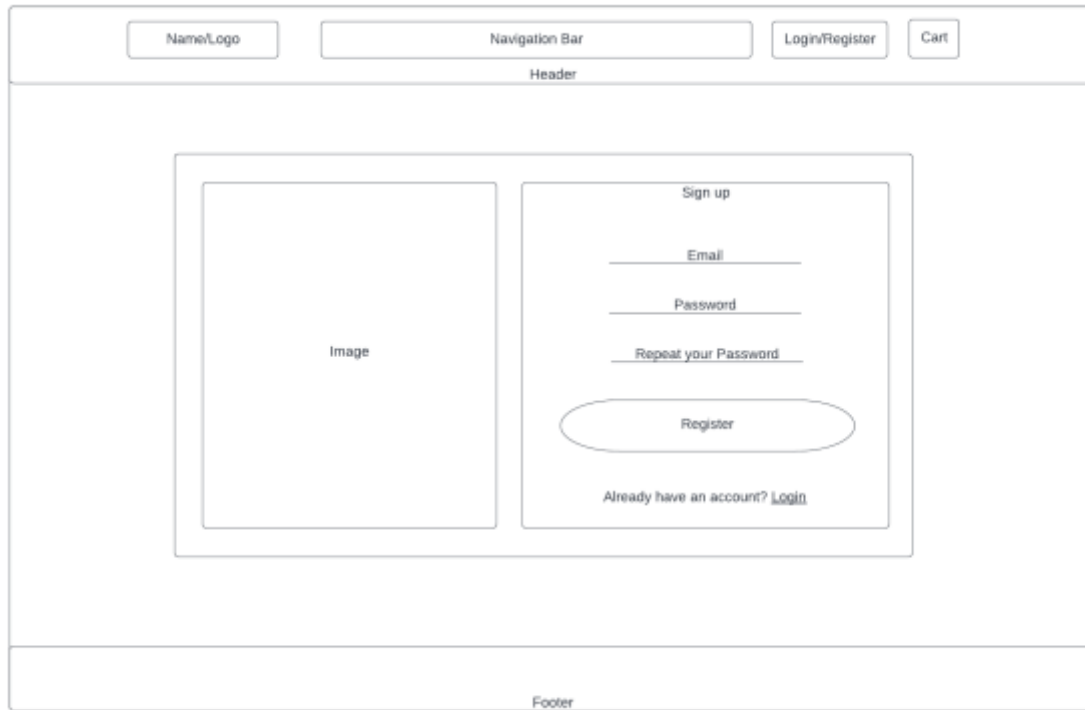 Name/Logo
Navigation Bar
Login/Register
Cart
Header
Image
Sign up
Email
Password
Repeat your Password
Register
Already have an account? Login
Footer